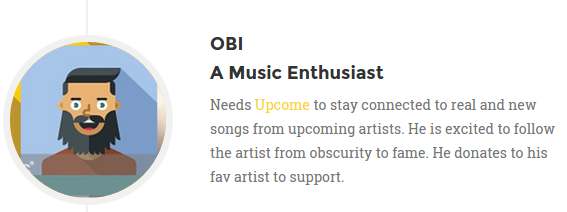 OBI
A Music Enthusiast
Needs Upcome to stay connected to real and new
songs from upcoming artists. He is excited to follow
the artist from obscurity to fame. He donates to his
fav artist to support.